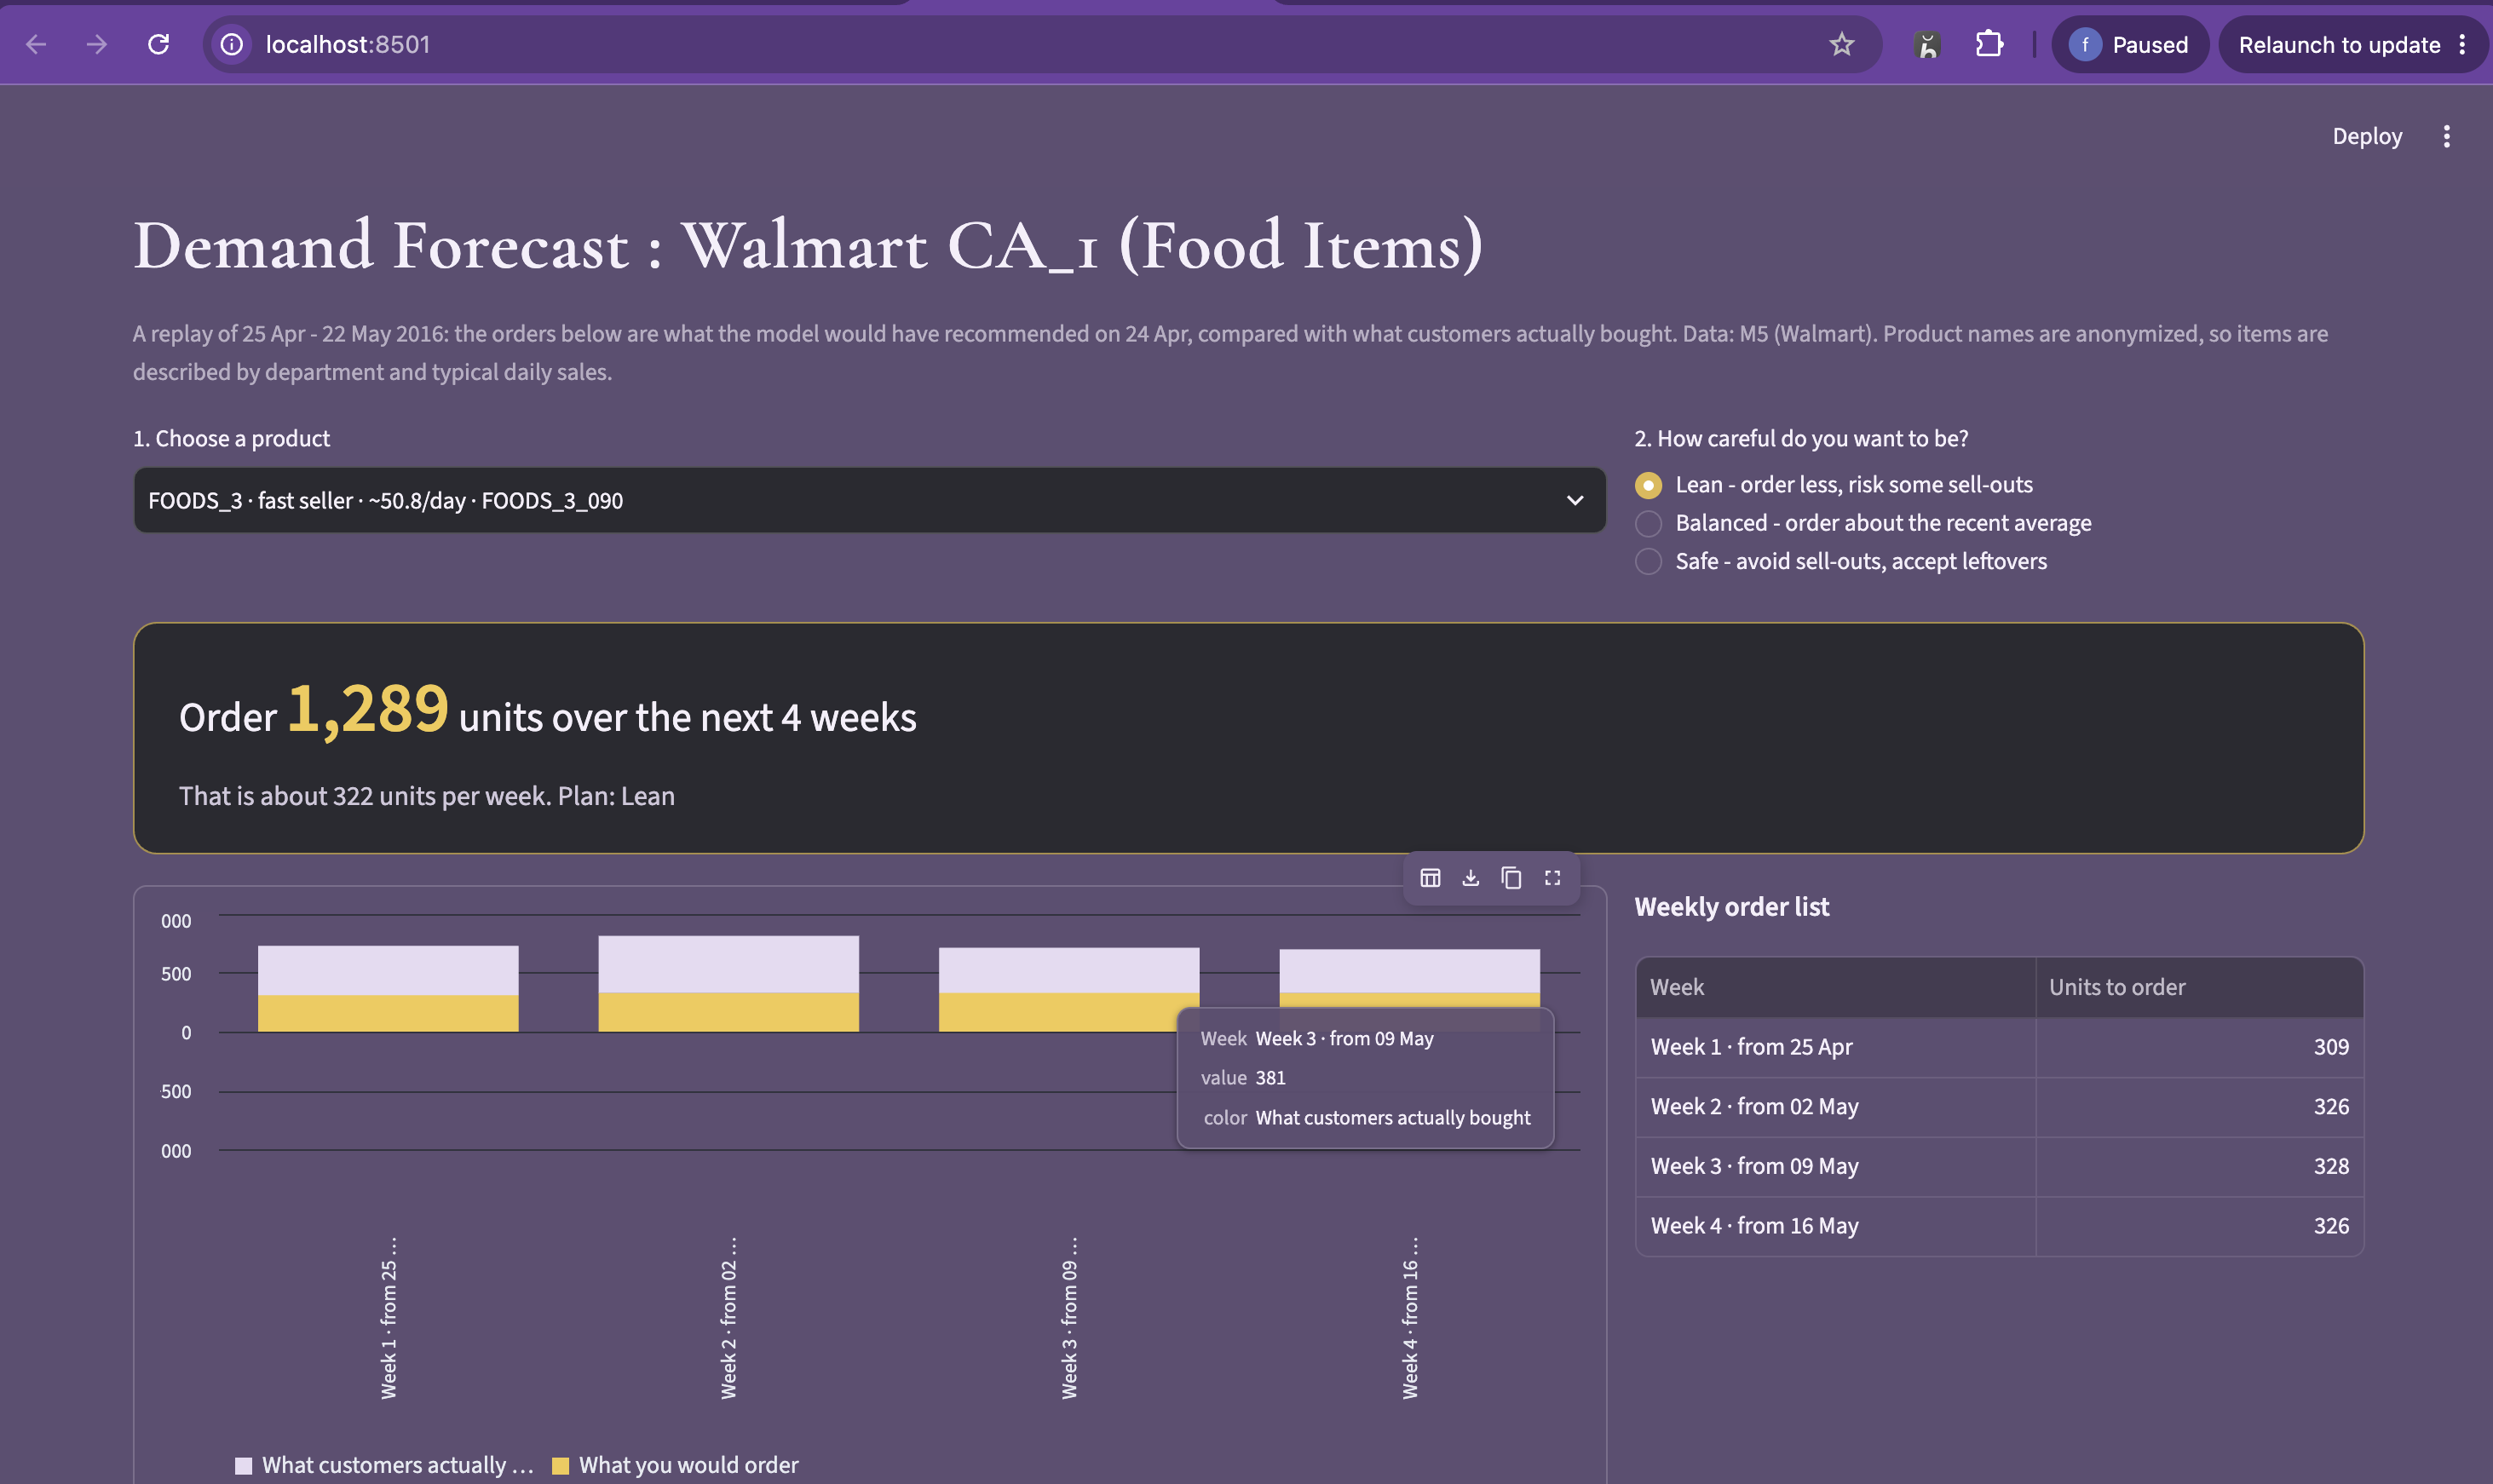 localhost:8501
f Paused
Relaunch to update
Deploy
Demand Forecast : Walmart CA_1 (Food Items)
A replay of 25 Apr - 22 May 2016: the orders below are what the model would have recommended on 24 Apr, compared with what customers actually bought. Data: M5 (Walmart). Product names are anonymized, so items are
described by department and typical daily sales.
1. Choose a product
FOODS_3 · fast seller · ~50.8/day · FOODS_3_090
2. How careful do you want to be?
Lean - order less, risk some sell-outs
Balanced - order about the recent average
Safe - avoid sell-outs, accept leftovers
Order 1,289 units over the next 4 weeks
That is about 322 units per week. Plan: Lean
000
500
0
500
000
Week Week 3 · from 09 May
value 381
color What customers actually bought
Week 1 · from 25 ...
Week 2 · from 02 ...
Week 3 · from 09 ...
Week 4 · from 16 ...
What customers actually ...
What you would order
Weekly order list
Week Units to order
Week 1 · from 25 Apr 309
Week 2 · from 02 May 326
Week 3 · from 09 May 328
Week 4 · from 16 May 326